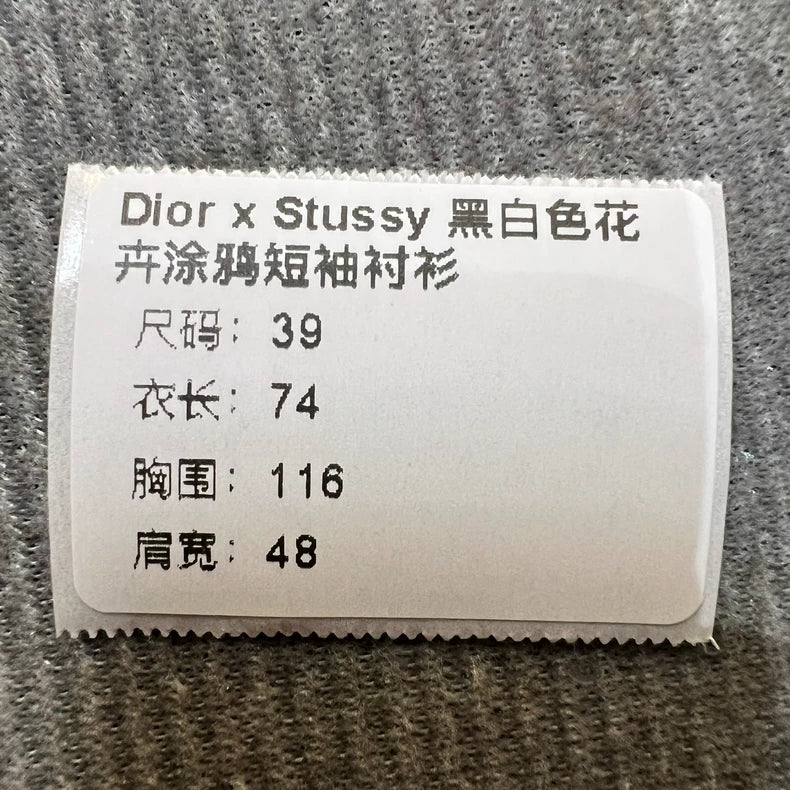 Dior x Stussy 黑白色花
卉涂鸦短袖衬衫
尺码：39
衣长：74
胸围：116
肩宽：48